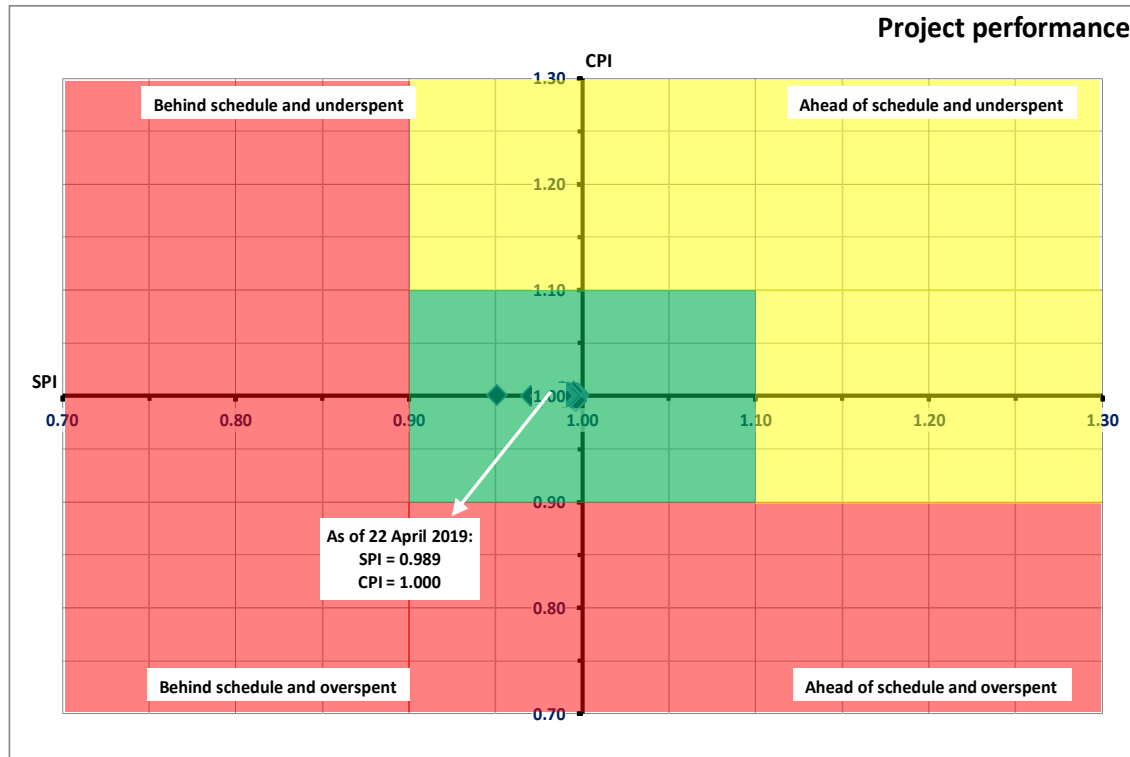 Project performance
CPI
1.30
Behind schedule and underspent
Ahead of schedule and underspent
1.20
1.10
SPI
1.00
0.70
0.80
0.90
1.00
1.10
1.20
1.30
0.90
As of 22 April 2019:
SPI = 0.989
CPI = 1.000
0.80
Behind schedule and overspent
Ahead of schedule and overspent
0.70